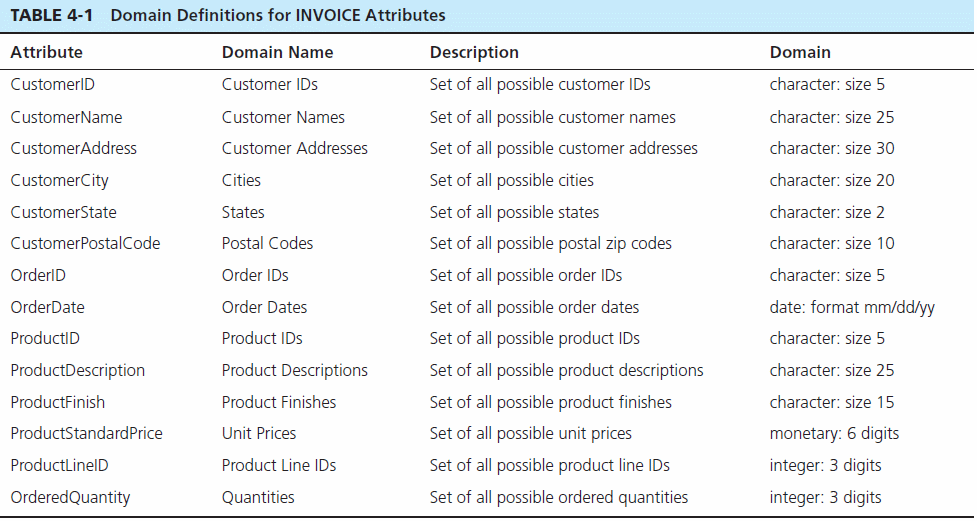 TABLE 4-1 Domain Definitions for INVOICE Attributes
Attribute Domain Name Description Domain
CustomerID Customer IDs Set of all possible customer IDs character: size 5
CustomerName Customer Names Set of all possible customer names character: size 25
CustomerAddress Customer Addresses Set of all possible customer addresses character: size 30
CustomerCity Cities Set of all possible cities character: size 20
CustomerState States Set of all possible states character: size 2
CustomerPostalCode Postal Codes Set of all possible postal zip codes character: size 10
OrderID Order IDs Set of all possible order IDs character: size 5
OrderDate Order Dates Set of all possible order dates date: format mm/dd/yy
ProductID Product IDs Set of all possible product IDs character: size 5
ProductDescription Product Descriptions Set of all possible product descriptions character: size 25
ProductFinish Product Finishes Set of all possible product finishes character: size 15
ProductStandardPrice Unit Prices Set of all possible unit prices monetary: 6 digits
ProductLineID Product Line IDs Set of all possible product line IDs integer: 3 digits
OrderedQuantity Quantities Set of all possible ordered quantities integer: 3 digits